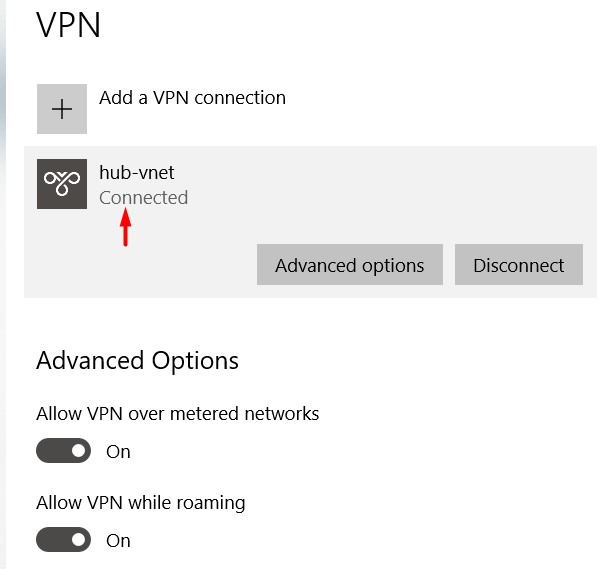 VPN
Add a VPN connection
hub-vnet
Connected
Advanced options Disconnect
Advanced Options
Allow VPN over metered networks
On
Allow VPN while roaming
On